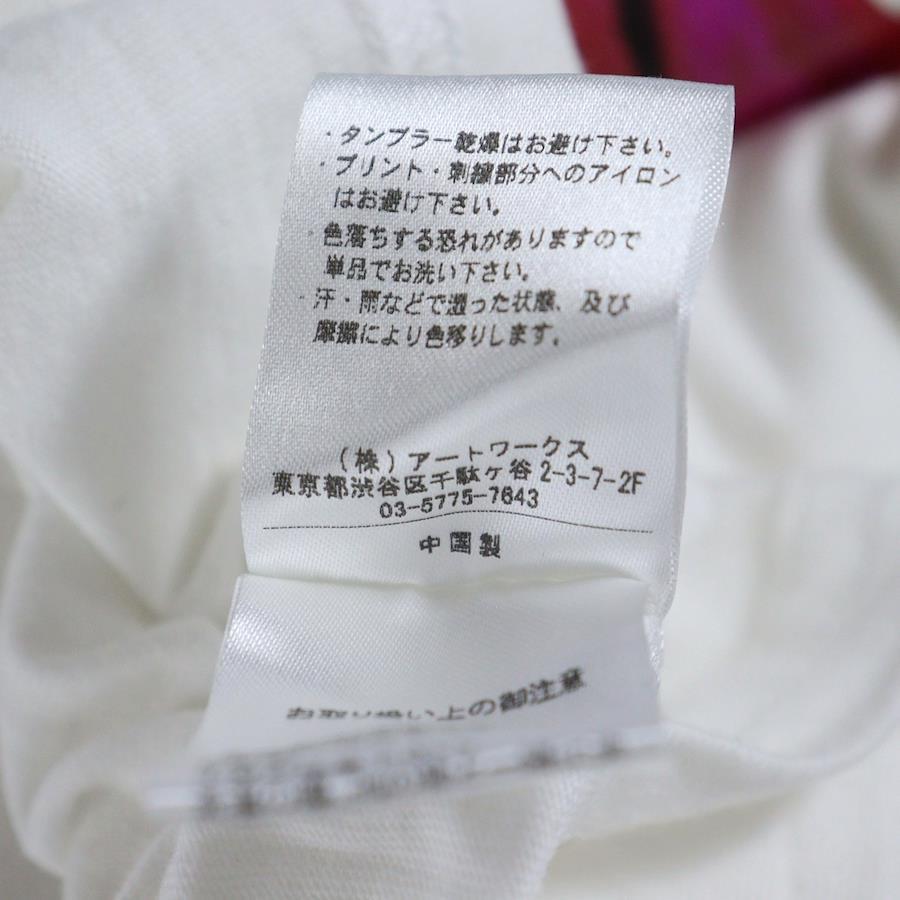 ・タンブラー乾燥はお避け下さい。
・プリント・刺繍部分へのアイロン
はお避け下さい。
・色落ちする恐れがありますので
単品でお洗い下さい。
・汗・雨などで湿った状態、及び
摩擦により色移りします。
(株)アートワークス
東京都渋谷区千駄ケ谷2-3-7-2F
03-5775-7643
中国製
お取り扱い上の御注意